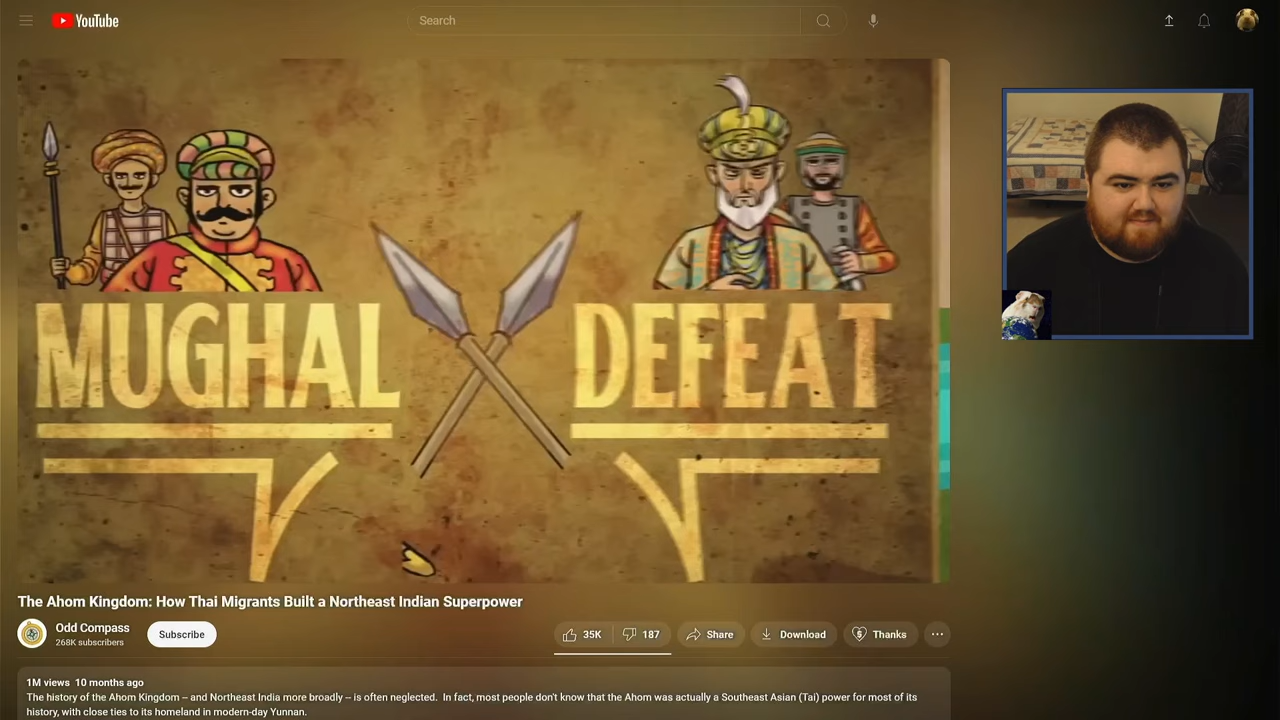 YouTube
Search
MUGHAL DEFEAT
The Ahom Kingdom: How Thai Migrants Built a Northeast Indian Superpower
Odd Compass
268K subscribers
Subscribe
35K
187
Share
Download
Thanks
1M views 10 months ago
The history of the Ahom Kingdom – and Northeast India more broadly – is often neglected. In fact, most people don't know that the Ahom was actually a Southeast Asian (Tai) power for most of its
history, with close ties to its homeland in modern-day Yunnan.